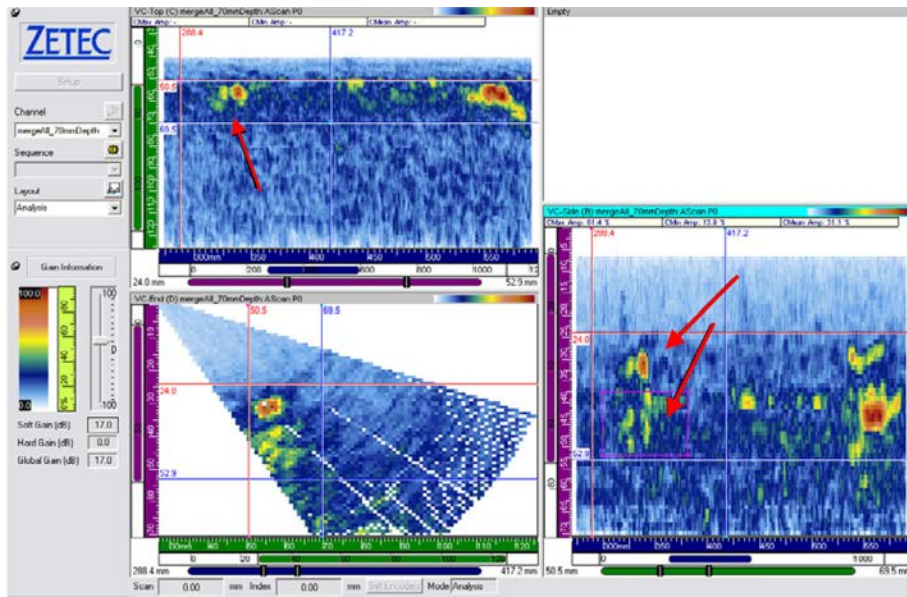 VC-Top (C) mergeAll_70mmDepth:AScan P0
CMax Amp: -
CMin Amp: -
CMean Amp: -
288.4
417.2
50.5
69.5
24.0 mm
52.9 mm
Empty
ZETEC
Setup
Channel
mergeAll_70mmDepth
Sequence
Layout
Analysis
Gain Information
100.0
0.0
Soft Gain (dB) 17.0
Hard Gain (dB) 0.0
Global Gain (dB) 17.0
VC-End (D) mergeAll_70mmDepth:AScan P0
50.5
69.5
24.0
52.9
288.4 mm
417.2 mm
VC-Side (B) mergeAll_70mmDepth:AScan P0
CMax Amp: 61.4 %
CMin Amp: 13.8 %
CMean Amp: 31.1 %
288.4
417.2
24.0
52.9
50.5 mm
69.5 mm
Scan 0.00 mm Index 0.00 mm Set Encoders Mode Analysis